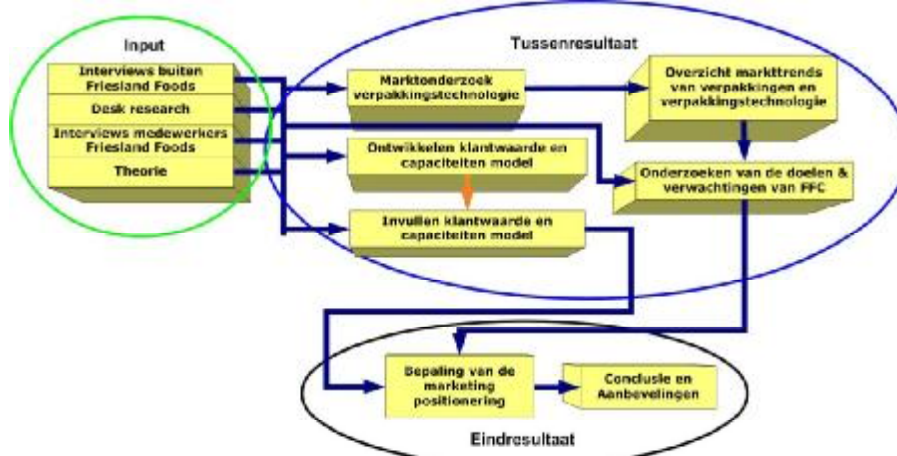 Input
Interviews buiten
Friesland Foods
Desk research
Interviews medewerkers
Friesland Foods
Theorie
Tussenresultaat
Marktonderzoek
verpakkingstechnologie
Overzicht markttrends
van verpakkingen en
verpakkingstechnologie
Ontwikkelen klantwaarde en
capaciteiten model
Onderzoeken van de doelen &
verwachtingen van FFC
Invullen klantwaarde en
capaciteiten model
Bepaling van de
marketing
positionering
Conclusie en
Aanbevelingen
Eindresultaat